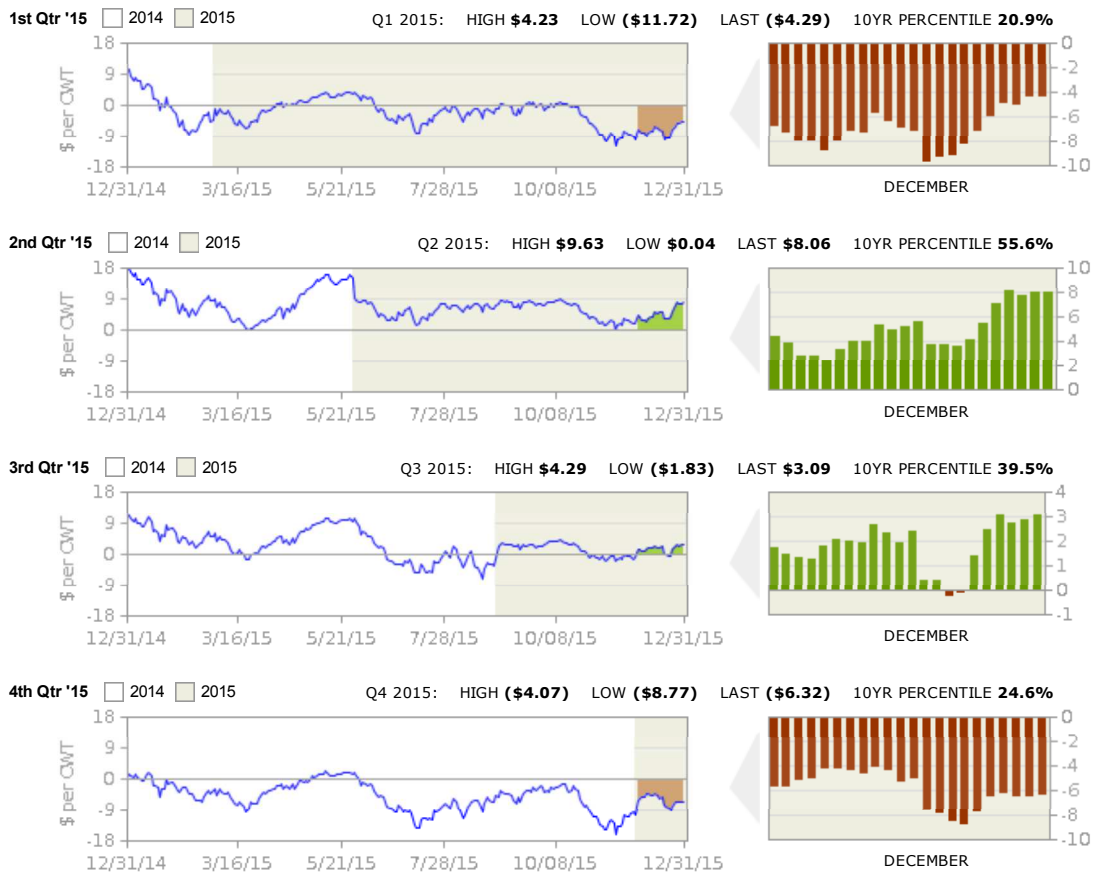 1st Qtr '15 2014 2015 Q1 2015: HIGH $4.23 LOW ($11.72) LAST ($4.29) 10YR PERCENTILE 20.9%
$ per CWT
18
9
0
-9
-18
12/31/14 3/16/15 5/21/15 7/28/15 10/08/15 12/31/15
0
-2
-4
-6
-8
-10
DECEMBER
2nd Qtr '15 2014 2015 Q2 2015: HIGH $9.63 LOW $0.04 LAST $8.06 10YR PERCENTILE 55.6%
$ per CWT
18
9
0
-9
-18
12/31/14 3/16/15 5/21/15 7/28/15 10/08/15 12/31/15
10
8
6
4
2
0
DECEMBER
3rd Qtr '15 2014 2015 Q3 2015: HIGH $4.29 LOW ($1.83) LAST $3.09 10YR PERCENTILE 39.5%
$ per CWT
18
9
0
-9
-18
12/31/14 3/16/15 5/21/15 7/28/15 10/08/15 12/31/15
4
3
2
1
0
-1
DECEMBER
4th Qtr '15 2014 2015 Q4 2015: HIGH ($4.07) LOW ($8.77) LAST ($6.32) 10YR PERCENTILE 24.6%
$ per CWT
18
9
0
-9
-18
12/31/14 3/16/15 5/21/15 7/28/15 10/08/15 12/31/15
0
-2
-4
-6
-8
-10
DECEMBER